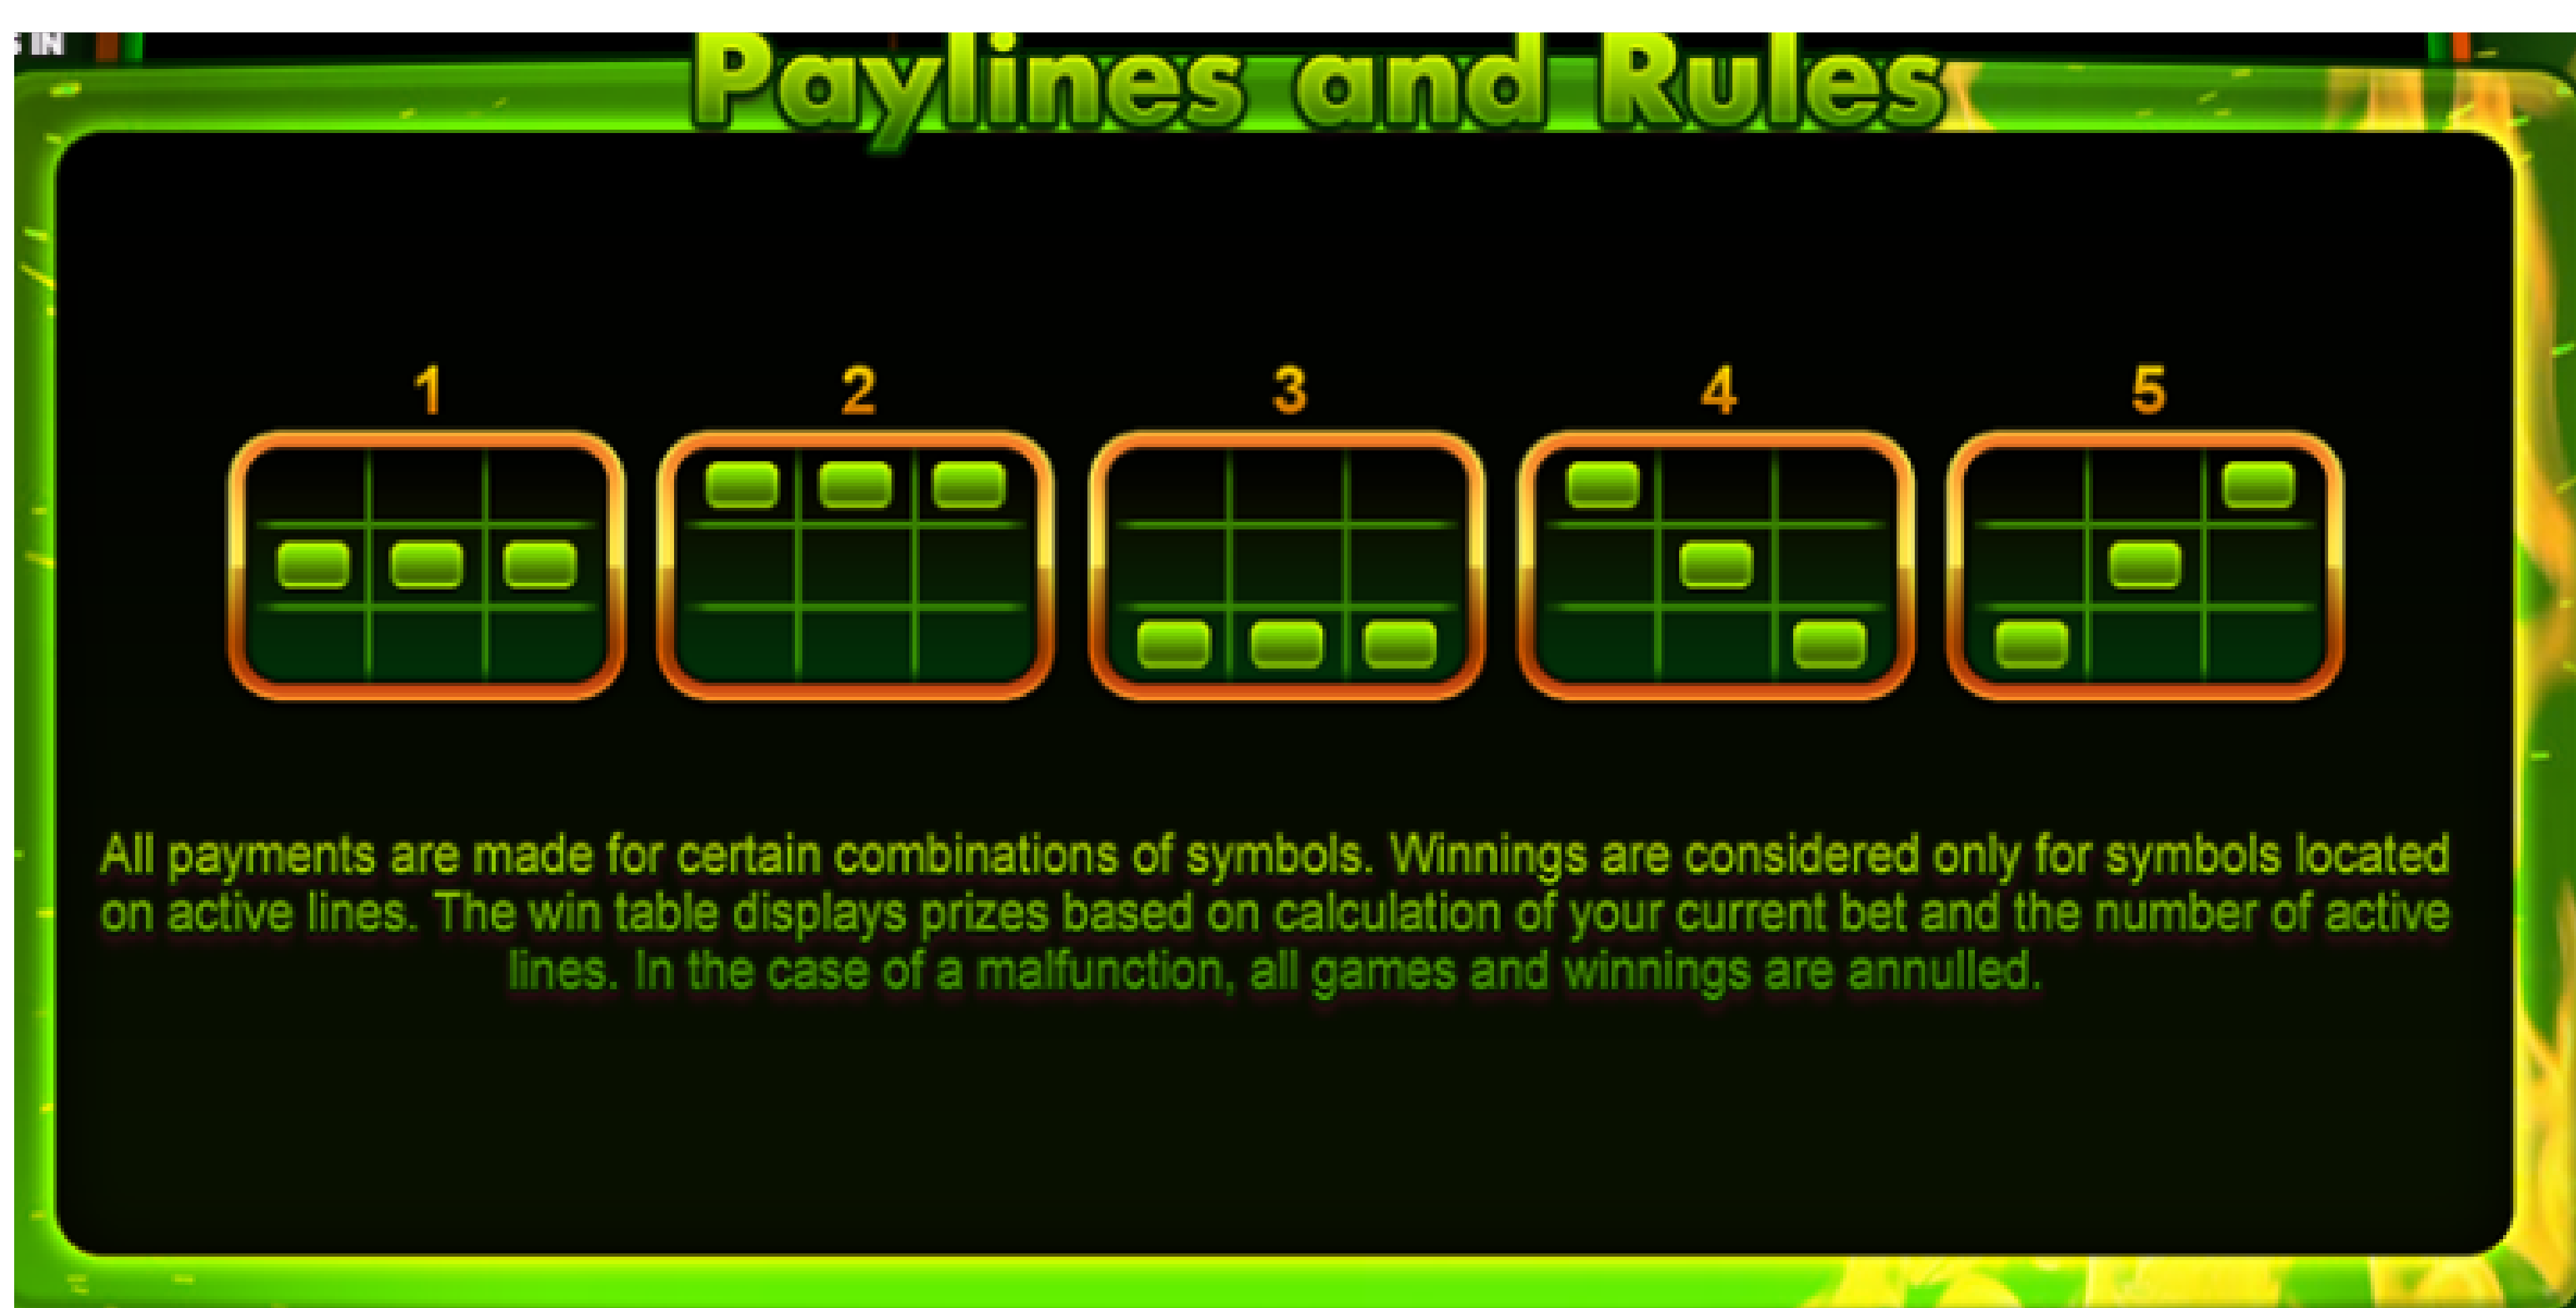 IN
Paylines and Rules
1 2 3 4 5
All payments are made for certain combinations of symbols. Winnings are considered only for symbols located
on active lines. The win table displays prizes based on calculation of your current bet and the number of active
lines. In the case of a malfunction, all games and winnings are annulled.